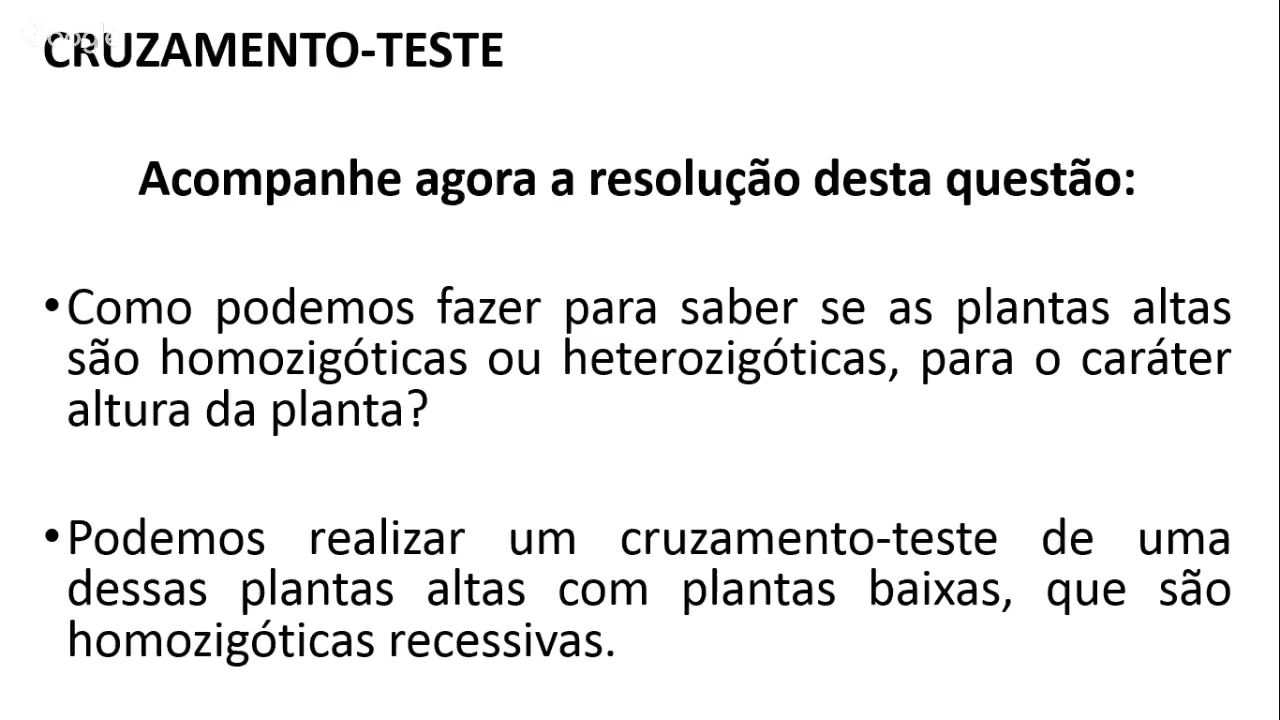 Google
CRUZAMENTO-TESTE
Acompanhe agora a resolução desta questão:
•Como podemos fazer para saber se as plantas altas
são homozigóticas ou heterozigóticas, para o caráter
altura da planta?
•Podemos realizar um cruzamento-teste de uma
dessas plantas altas com plantas baixas, que são
homozigóticas recessivas.